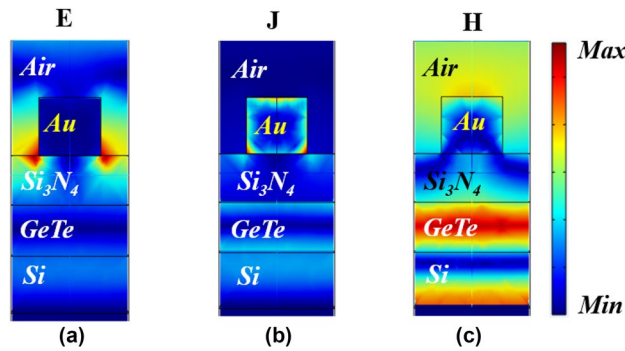 E J H
Max
Air Air Air
Au Au Au
Si3N4 Si3N4 Si3N4
GeTe GeTe GeTe
Si Si Si
Min
(a) (b) (c)